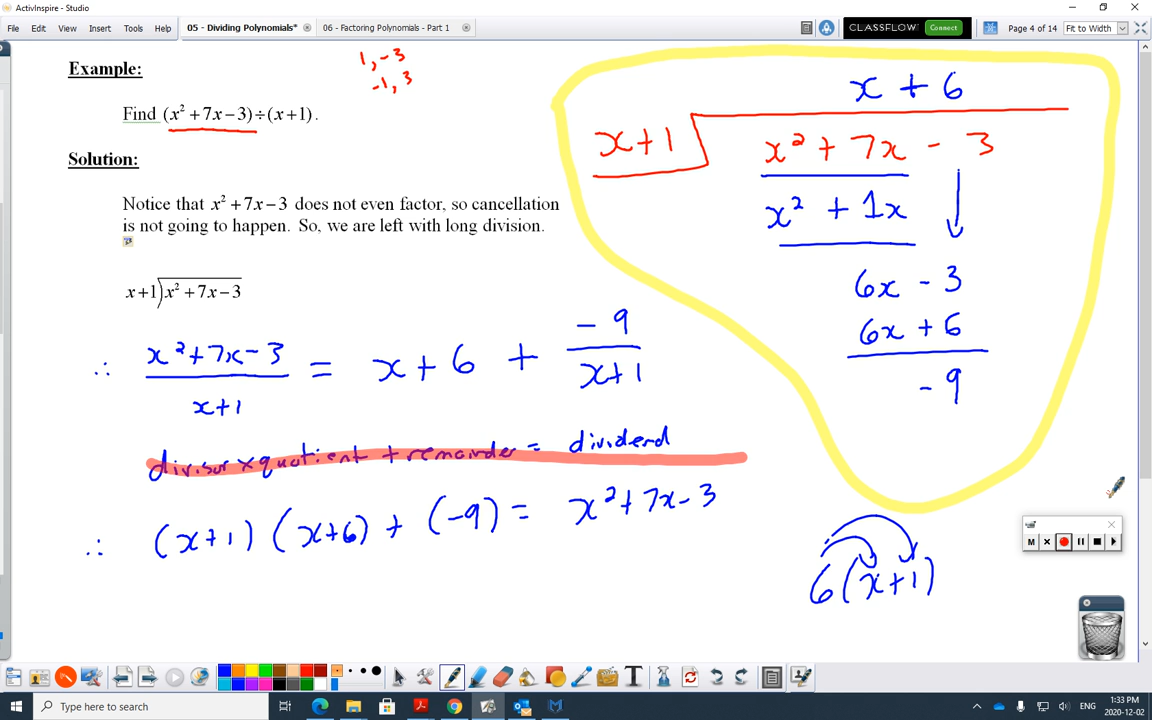 ActivInspire - Studio
File Edit View Insert Tools Help
05 - Dividing Polynomials*
06 - Factoring Polynomials - Part 1
CLASSFLOW Connect
Page 4 of 14
Fit to Width
Example:
1, -3
-1, 3
Find (x² + 7x − 3) ÷ (x + 1).
Solution:
Notice that x² + 7x − 3 does not even factor, so cancellation
is not going to happen. So, we are left with long division.
x + 1)x² + 7x − 3
x + 6
x + 1
x² + 7x - 3
x² + 1x
6x - 3
6x + 6
- 9
∴ x² + 7x - 3 / x + 1 = x + 6 + - 9 / x + 1
divisor x quotient + remainder = dividend
∴ (x + 1) (x + 6) + (-9) = x² + 7x - 3
6(x + 1)
M
T
Type here to search
ENG
1:33 PM
2020-12-02